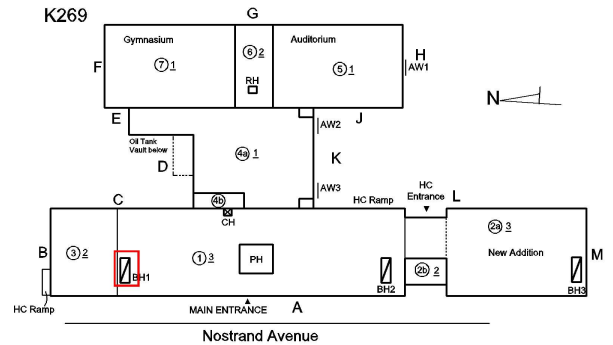 K269
G
Gymnasium
Auditorium
6 2
7 1
5 1
F
H
AW1
RH
N
E
J
AW2
Oil Tank
Vault below
4a 1
D
K
AW3
C
4b
HC Ramp
HC
Entrance
L
CH
2a 3
B
3 2
1 3
PH
New Addition
M
2b 2
BH1
BH2
BH3
HC Ramp
MAIN ENTRANCE
A
Nostrand Avenue